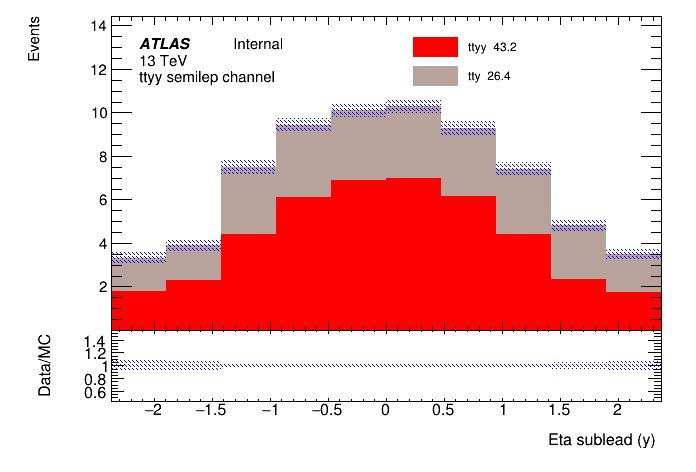 Events
14
12
10
8
6
4
2
ATLAS Internal
13 TeV
ttyy semilep channel
ttyy 43.2
tty 26.4
Data/MC
1.4
1.2
1
0.8
0.6
−2 −1.5 −1 −0.5 0 0.5 1 1.5 2
Eta sublead (y)